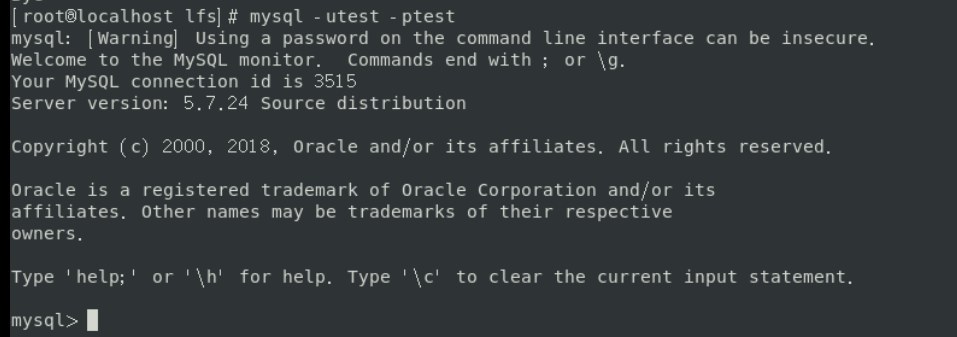 [root@localhost lfs]# mysql -utest -ptest
mysql: [Warning] Using a password on the command line interface can be insecure.
Welcome to the MySQL monitor.  Commands end with ; or \g.
Your MySQL connection id is 3515
Server version: 5.7.24 Source distribution

Copyright (c) 2000, 2018, Oracle and/or its affiliates. All rights reserved.

Oracle is a registered trademark of Oracle Corporation and/or its
affiliates. Other names may be trademarks of their respective
owners.

Type 'help;' or '\h' for help. Type '\c' to clear the current input statement.

mysql>